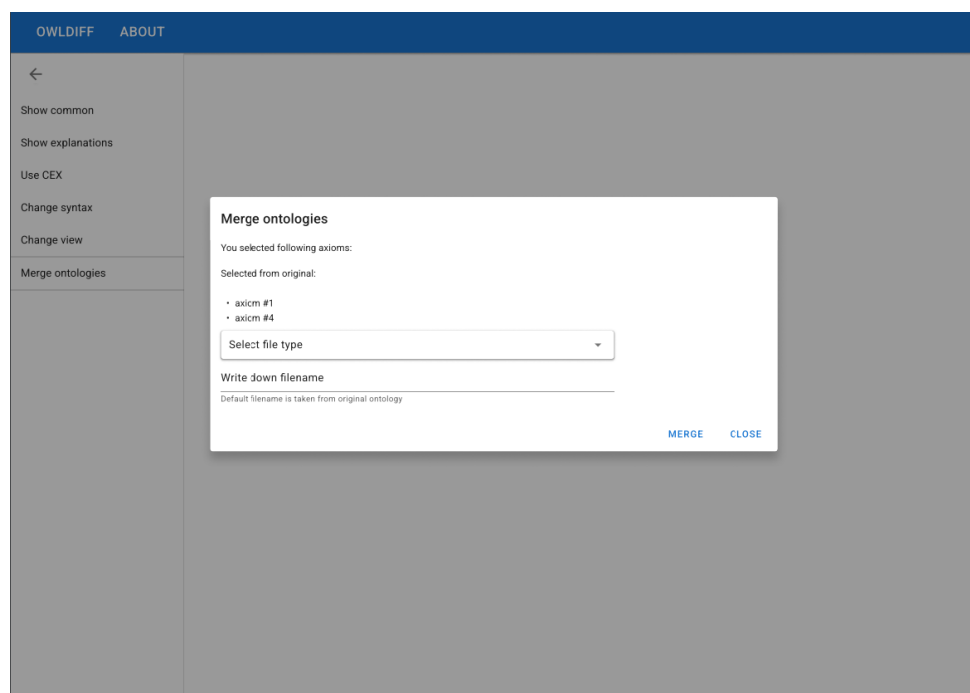 OWLDIFF ABOUT
Show common
Show explanations
Use CEX
Change syntax
Change view
Merge ontologies
Merge ontologies
You selected following axioms:
Selected from original:
• axicm #1
• axicm #4
Select file type
Write down filename
Default filename is taken from original ontology
MERGE CLOSE